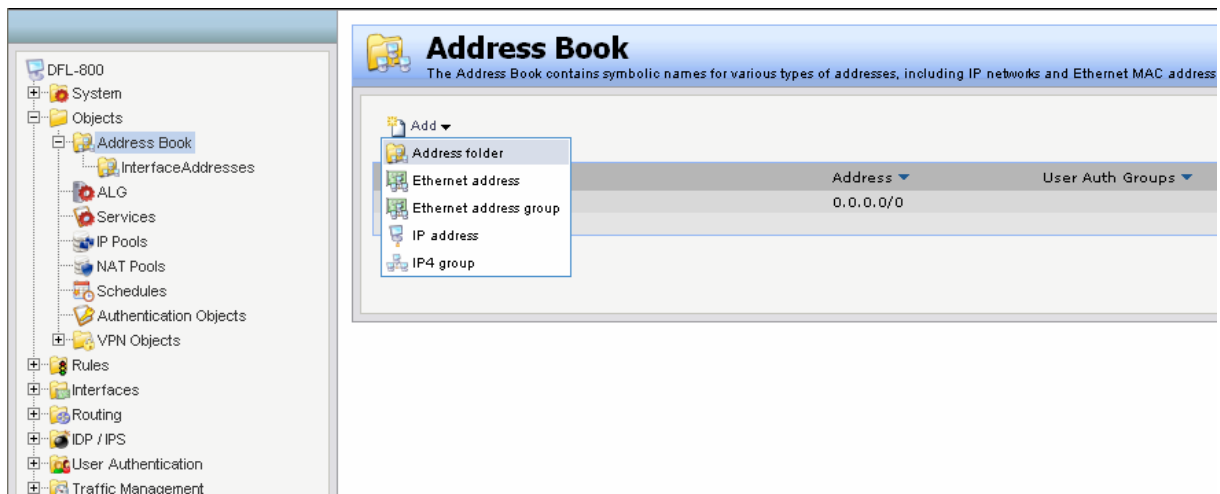 DFL-800
System
Objects
Address Book
InterfaceAddresses
ALG
Services
IP Pools
NAT Pools
Schedules
Authentication Objects
VPN Objects
Rules
Interfaces
Routing
IDP / IPS
User Authentication
Traffic Management
Address Book
The Address Book contains symbolic names for various types of addresses, including IP networks and Ethernet MAC address
Add
Address folder
Ethernet address
Ethernet address group
IP address
IP4 group
Address User Auth Groups
0.0.0.0/0